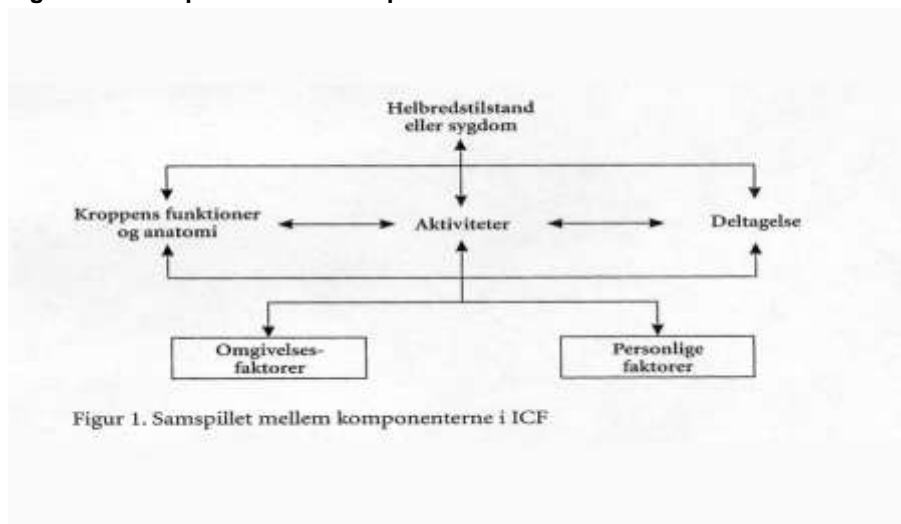 Helbredstilstand
eller sygdom
Kroppens funktioner
og anatomi
Aktiviteter
Deltagelse
Omgivelses-
faktorer
Personlige
faktorer
Figur 1. Samspillet mellem komponenterne i ICF